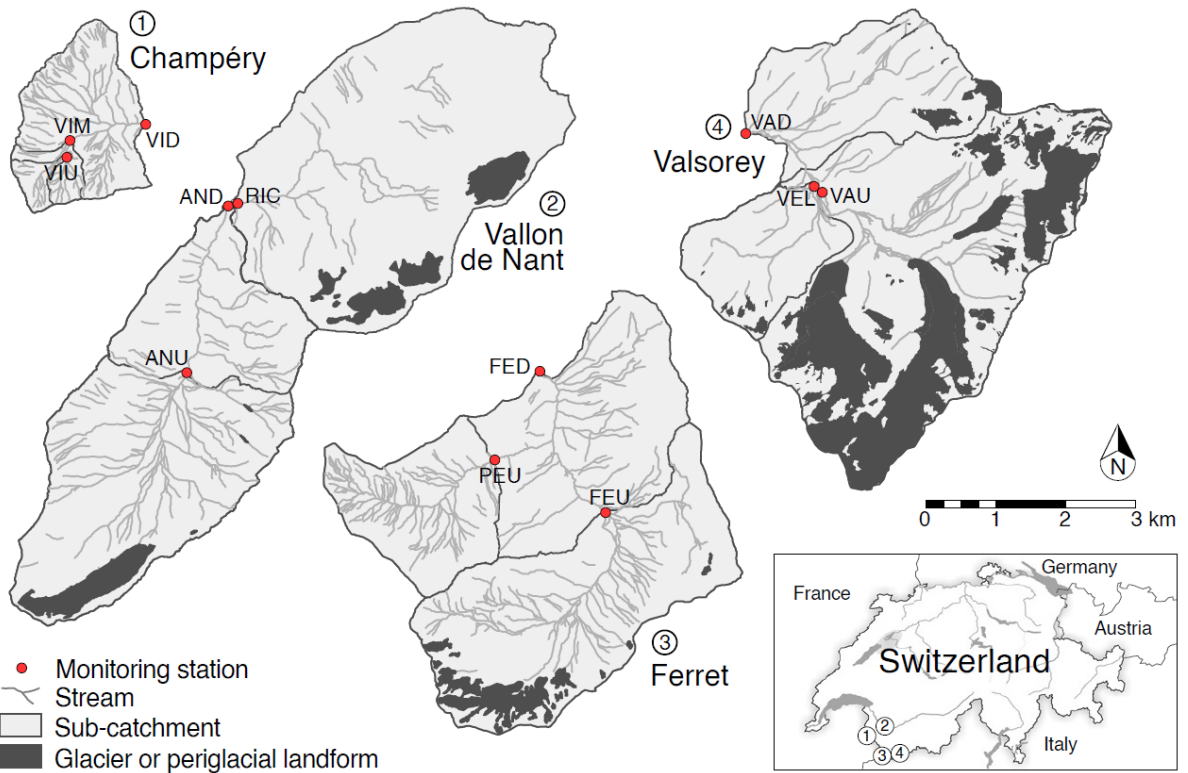 ①
Champéry
VIM
VID
VIU
AND
RIC
②
Vallon
de Nant
ANU
④
VAD
Valsorey
VEL
VAU
FED
PEU
FEU
③
Ferret
N
0 1 2 3 km
Monitoring station
Stream
Sub-catchment
Glacier or periglacial landform
Germany
France
Austria
Switzerland
Italy
①
②
③
④